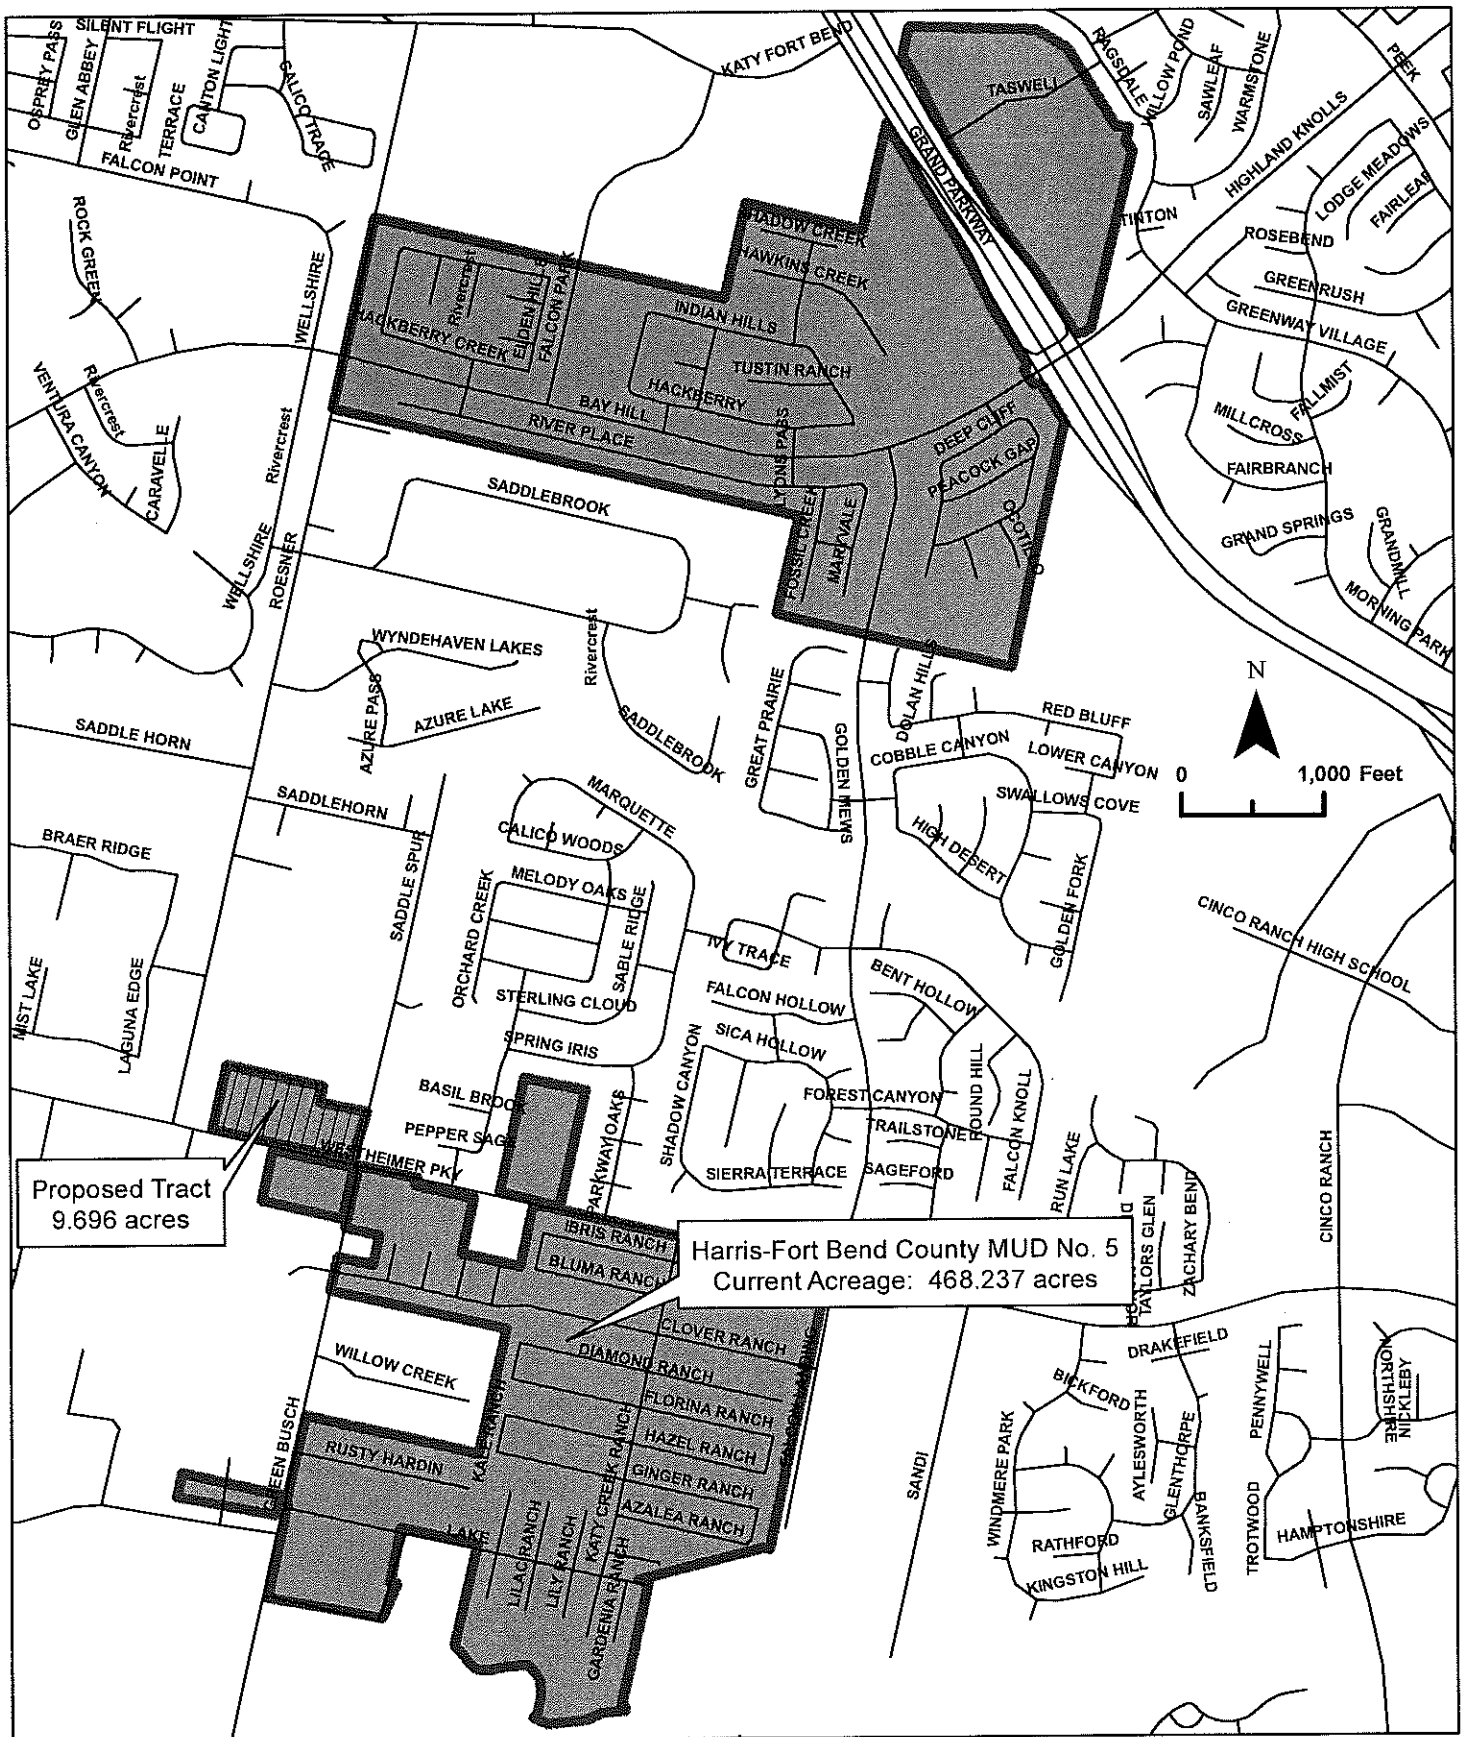 SILENT FLIGHT
OSPREY PASS
GLEN ABBEY
Rivercrest
TERRACE
CANTON LIGHT
CALICO TRACE
FALCON POINT
KATY FORT BEND
GRAND PARKWAY
TASWELL
RAGSDALE
WILLOW POND
SAWLEAF
WARMSTONE
PEEK
HIGHLAND KNOLLS
LODGE MEADOWS
FAIRLEAF
TINTON
ROSEBEND
GREENRUSH
GREENWAY VILLAGE
ROCK GREEN
WELLSHIRE
HADOW CREEK
HAWKINS CREEK
Rivercrest
ELDEN HILLS
FALCON PARK
HACKBERRY CREEK
INDIAN HILLS
TUSTIN RANCH
HACKBERRY
BAY HILL
RIVER PLACE
LYONS PASS
DEEP CLIFF
PEACOCK GAP
OCOTILLO
FOSSIL CREEK
MARYVALE
VENTURA CANYON
Rivercrest
CARAVELLE
Rivercrest
FALLMIST
MILLCROSS
FAIRBRANCH
GRAND SPRINGS
GRANDMILL
MORNING PARK
SADDLEBROOK
WELLSHIRE
ROESNER
WYNDEHAVEN LAKES
Rivercrest
AZURE PASS
AZURE LAKE
SADDLEBROOK
GREAT PRAIRIE
GOLDEN MEWS
DOLAN HILLS
RED BLUFF
COBBLE CANYON
LOWER CANYON
SWALLOWS COVE
HIGH DESERT
GOLDEN FORK
N
0 1,000 Feet
SADDLE HORN
SADDLEHORN
BRAER RIDGE
SADDLE SPUR
MARQUETTE
CALICO WOODS
MELODY OAKS
ORCHARD CREEK
SABLE RIDGE
STERLING CLOUD
SPRING IRIS
IVY TRACE
BENT HOLLOW
FALCON HOLLOW
SICA HOLLOW
SHADOW CANYON
CINCO RANCH HIGH SCHOOL
MIST LAKE
LAGUNA EDGE
BASIL BROOK
PEPPER SAGE
PARKWAY OAKS
FOREST CANYON
ROUND HILL
FALCON KNOLL
TRAILSTONE
SIERRA TERRACE
SAGEFORD
RUN LAKE
TAYLORS GLEN
ZACHARY BEND
CINCO RANCH
WESTHEIMER PKY
Proposed Tract
9.696 acres
IBRIS RANCH
BLUMA RANCH
Harris-Fort Bend County MUD No. 5
Current Acreage: 468.237 acres
CLOVER RANCH
DIAMOND RANCH
FLORINA RANCH
HAZEL RANCH
GINGER RANCH
AZALEA RANCH
FALCON LANDING
WILLOW CREEK
KALE RANCH
GREEN BUSCH
RUSTY HARDIN
LAKE
LILAC RANCH
LILY RANCH
KATY CREEK RANCH
GARDENIA RANCH
SANDI
DRAKEFIELD
BICKFORD
WINDMERE PARK
AYLESWORTH
GLENTHORPE
BANKSFIELD
RATHFORD
KINGSTON HILL
PENNYWELL
TROTWOOD
HAMPTONSHIRE
NORTHSHIRE
NICKLEBY